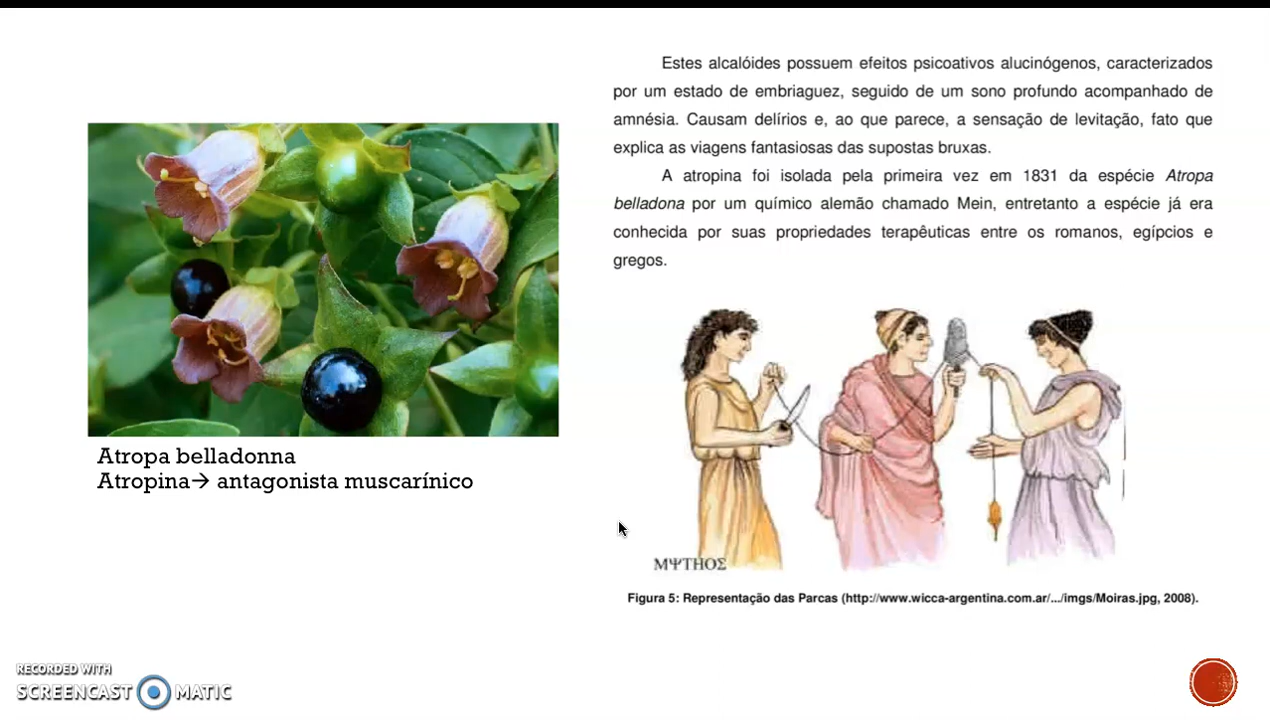 Estes alcalóides possuem efeitos psicoativos alucinógenos, caracterizados
por um estado de embriaguez, seguido de um sono profundo acompanhado de
amnésia. Causam delírios e, ao que parece, a sensação de levitação, fato que
explica as viagens fantasiosas das supostas bruxas.
A atropina foi isolada pela primeira vez em 1831 da espécie Atropa
belladona por um químico alemão chamado Mein, entretanto a espécie já era
conhecida por suas propriedades terapêuticas entre os romanos, egípcios e
gregos.
Atropa belladonna
Atropina→ antagonista muscarínico
ΜΨΤHΟΣ
Figura 5: Representação das Parcas (http://www.wicca-argentina.com.ar/.../imgs/Moiras.jpg, 2008).
RECORDED WITH
SCREENCAST MATIC